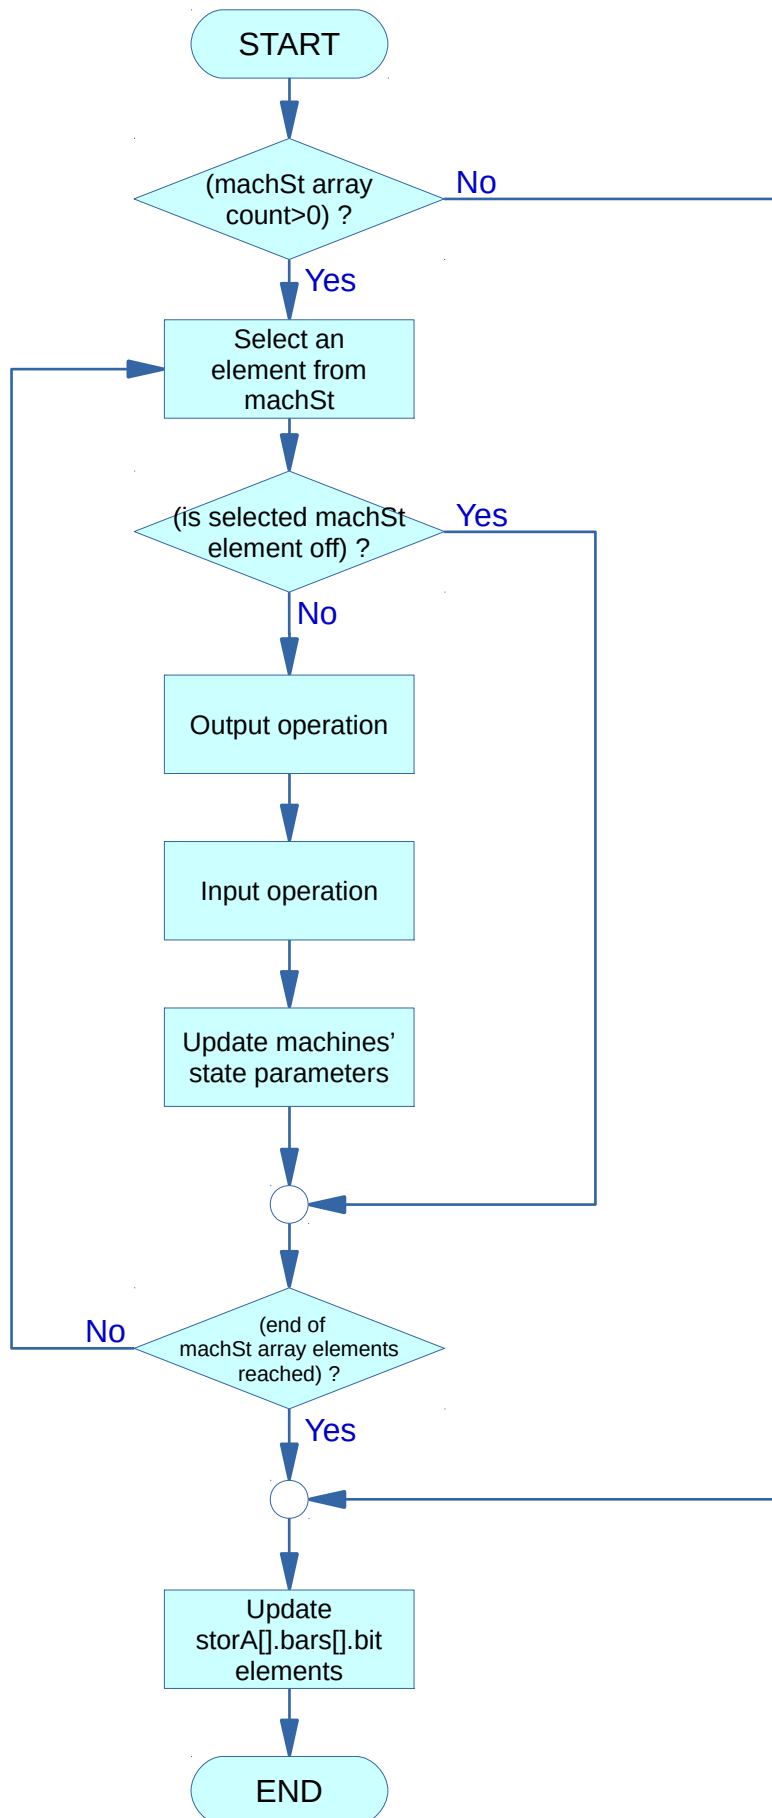 START
(machSt array
count>0) ?
No
Yes
Select an
element from
machSt
(is selected machSt
element off) ?
Yes
No
Output operation
Input operation
Update machines’
state parameters
(end of
machSt array elements
reached) ?
No
Yes
Update
storA[].bars[].bit
elements
END